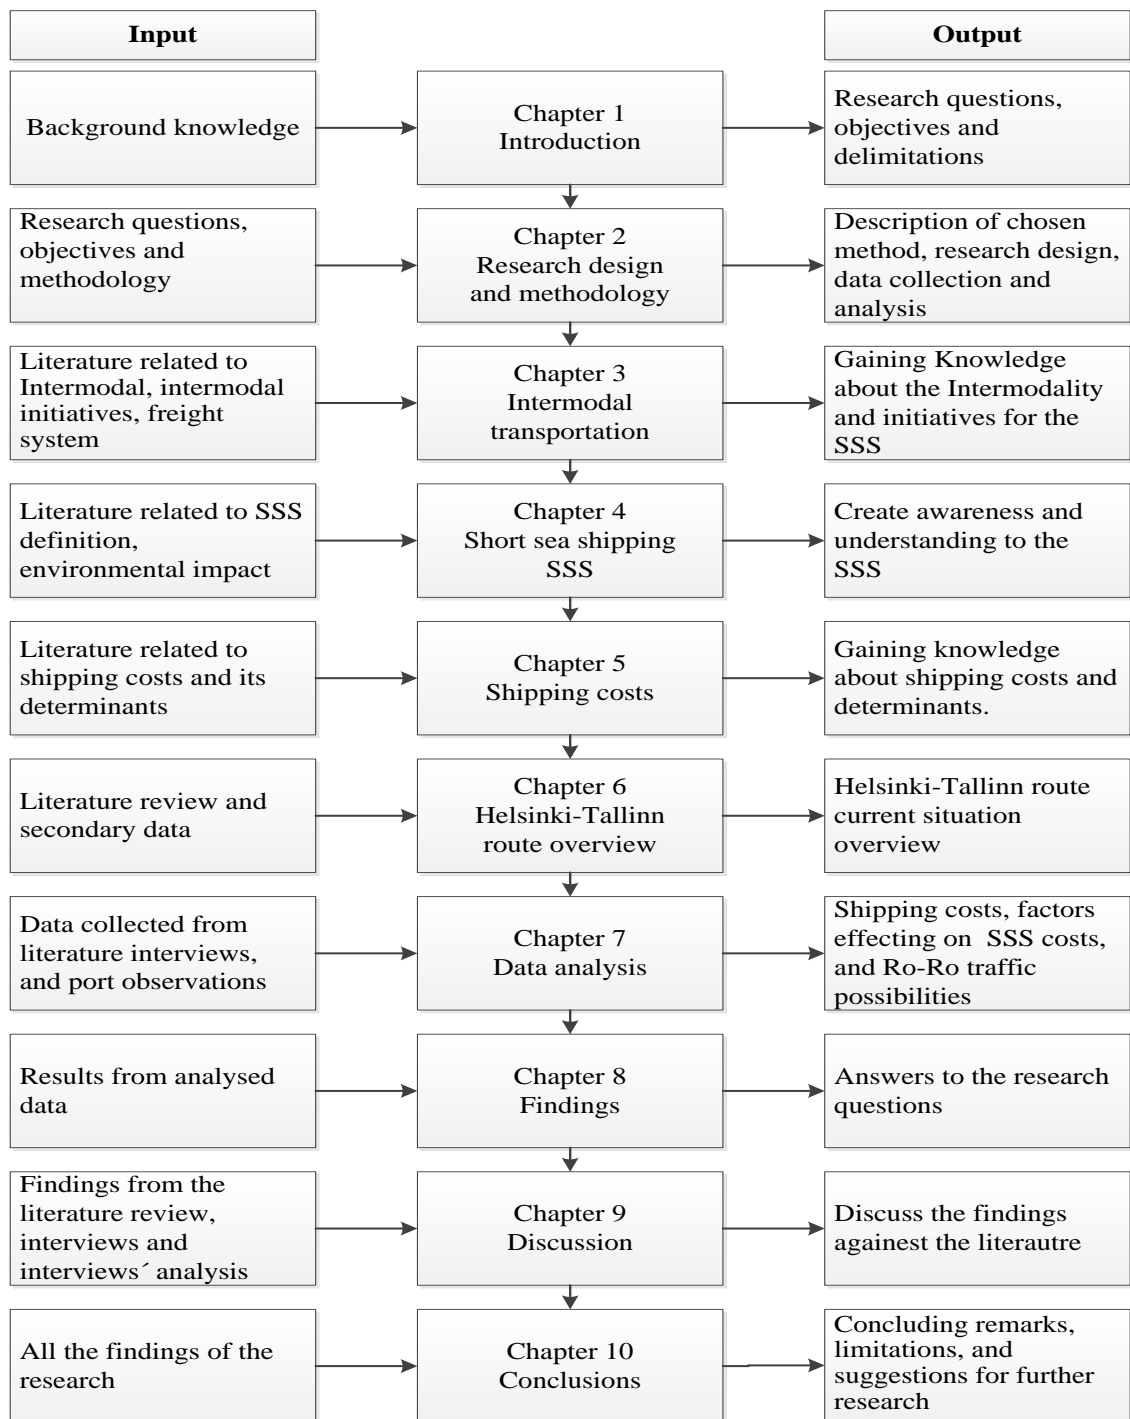 Input
Output
Background knowledge
Chapter 1
Introduction
Research questions,
objectives and
delimitations
Research questions,
objectives and
methodology
Chapter 2
Research design
and methodology
Description of chosen
method, research design,
data collection and
analysis
Literature related to
Intermodal, intermodal
initiatives, freight
system
Chapter 3
Intermodal
transportation
Gaining Knowledge
about the Intermodality
and initiatives for the
SSS
Literature related to SSS
definition,
environmental impact
Chapter 4
Short sea shipping
SSS
Create awareness and
understanding to the
SSS
Literature related to
shipping costs and its
determinants
Chapter 5
Shipping costs
Gaining knowledge
about shipping costs and
determinants.
Literature review and
secondary data
Chapter 6
Helsinki-Tallinn
route overview
Helsinki-Tallinn route
current situation
overview
Data collected from
literature interviews,
and port observations
Chapter 7
Data analysis
Shipping costs, factors
effecting on SSS costs,
and Ro-Ro traffic
possibilities
Results from analysed
data
Chapter 8
Findings
Answers to the research
questions
Findings from the
literature review,
interviews and
interviews´ analysis
Chapter 9
Discussion
Discuss the findings
againest the literautre
All the findings of the
research
Chapter 10
Conclusions
Concluding remarks,
limitations, and
suggestions for further
research